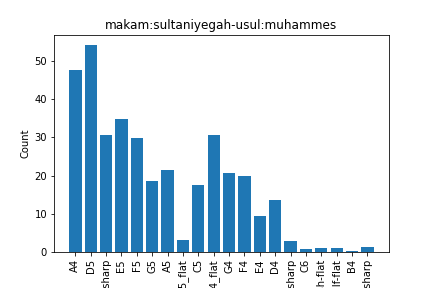 makam:sultaniyegah-usul:muhammes
50
40
30
20
10
0
Count
A4
D5
sharp
E5
F5
G5
A5
5_flat
C5
4_flat
G4
F4
E4
D4
sharp
C6
h-flat
lf-flat
B4
sharp